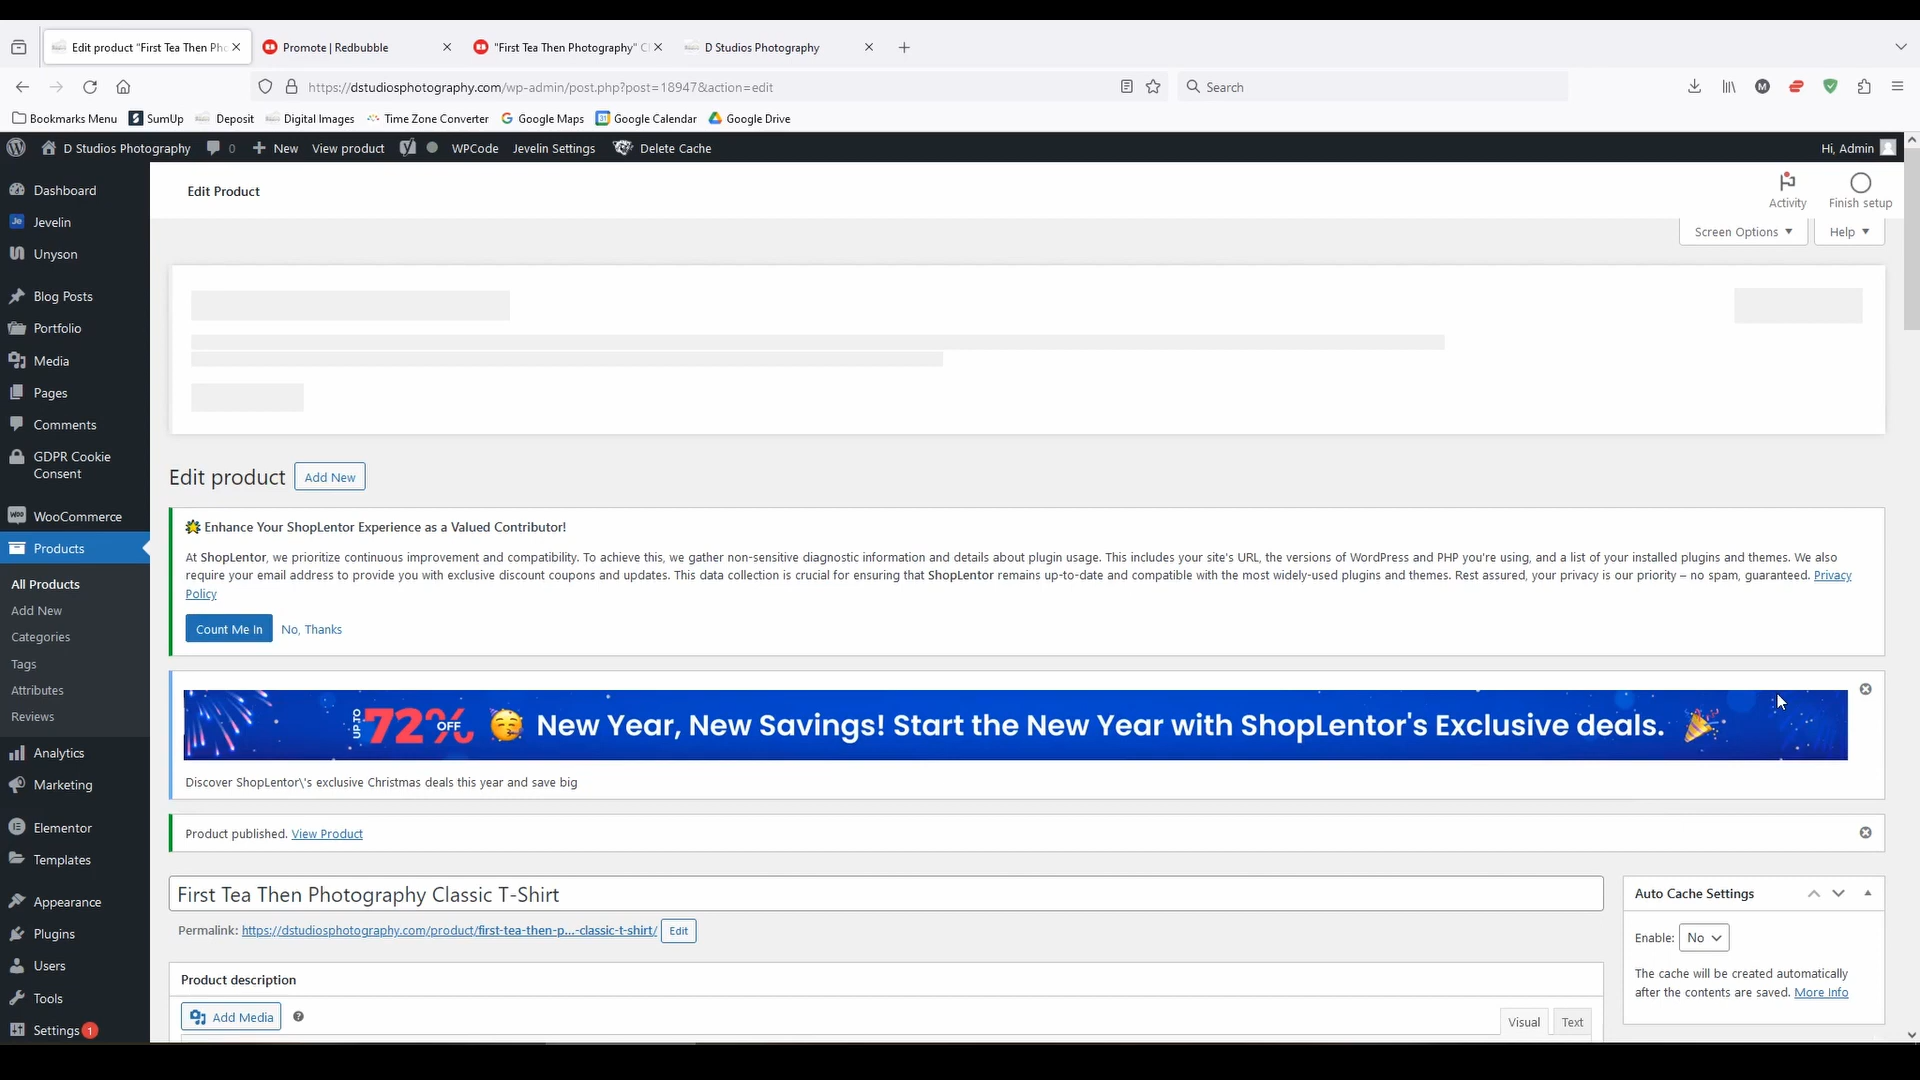 Edit product "First Tea Then Pho
Promote | Redbubble
"First Tea Then Photography" Cl
D Studios Photography
https://dstudiosphotography.com/wp-admin/post.php?post=18947&action=edit
Search
M
Bookmarks Menu
SumUp
Deposit
Digital Images
Time Zone Converter
Google Maps
Google Calendar
Google Drive
D Studios Photography
0
New
View product
WPCode
Jevelin Settings
Delete Cache
Hi, Admin
Dashboard
Je Jevelin
Unyson
Blog Posts
Portfolio
Media
Pages
Comments
GDPR Cookie
Consent
WooCommerce
Products
All Products
Add New
Categories
Tags
Attributes
Reviews
Analytics
Marketing
Elementor
Templates
Appearance
Plugins
Users
Tools
Settings 1
Edit Product
Activity
Finish setup
Screen Options
Help
Edit product
Add New
Enhance Your ShopLentor Experience as a Valued Contributor!
At ShopLentor, we prioritize continuous improvement and compatibility. To achieve this, we gather non-sensitive diagnostic information and details about plugin usage. This includes your site's URL, the versions of WordPress and PHP you're using, and a list of your installed plugins and themes. We also
require your email address to provide you with exclusive discount coupons and updates. This data collection is crucial for ensuring that ShopLentor remains up-to-date and compatible with the most widely-used plugins and themes. Rest assured, your privacy is our priority – no spam, guaranteed. Privacy
Policy
Count Me In
No, Thanks
UP TO 72% OFF New Year, New Savings! Start the New Year with ShopLentor's Exclusive deals.
Discover ShopLentor\'s exclusive Christmas deals this year and save big
Product published. View Product
First Tea Then Photography Classic T-Shirt
Permalink: https://dstudiosphotography.com/product/first-tea-then-p...-classic-t-shirt/
Edit
Product description
Add Media
Visual
Text
Auto Cache Settings
Enable: No
The cache will be created automatically
after the contents are saved. More Info